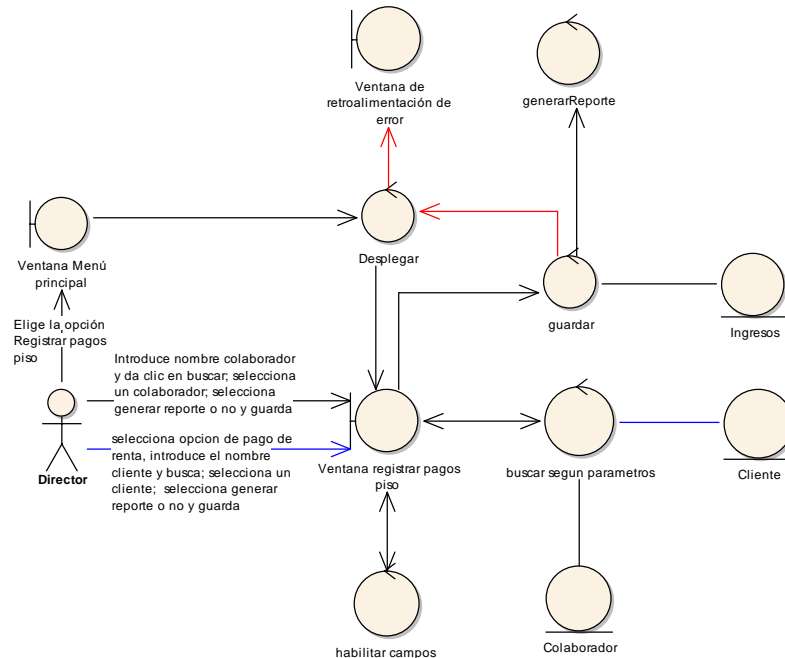 Ventana de
retroalimentación de
error
generarReporte
Ventana Menú
principal
Desplegar
guardar
Ingresos
Elige la opción
Registrar pagos
piso
Introduce nombre colaborador
y da clic en buscar; selecciona
un colaborador; selecciona
generar reporte o no y guarda
selecciona opcion de pago de
renta, introduce el nombre
cliente y busca; selecciona un
cliente; selecciona generar
reporte o no y guarda
Director
Ventana registrar pagos
piso
buscar segun parametros
Cliente
habilitar campos
Colaborador